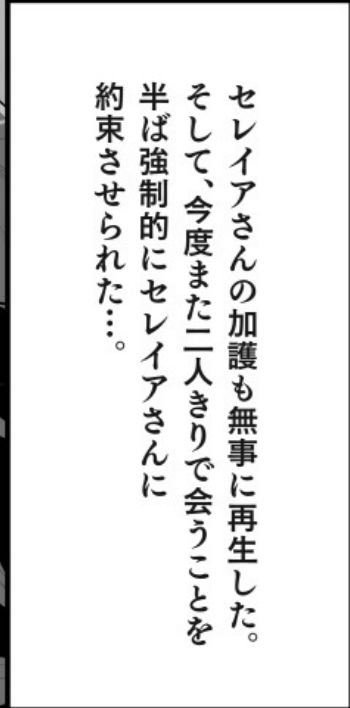 セレイアさんの加護も無事に再生した。
そして、今度また二人きりで会うことを
半ば強制的にセレイアさんに
約束させられた…。